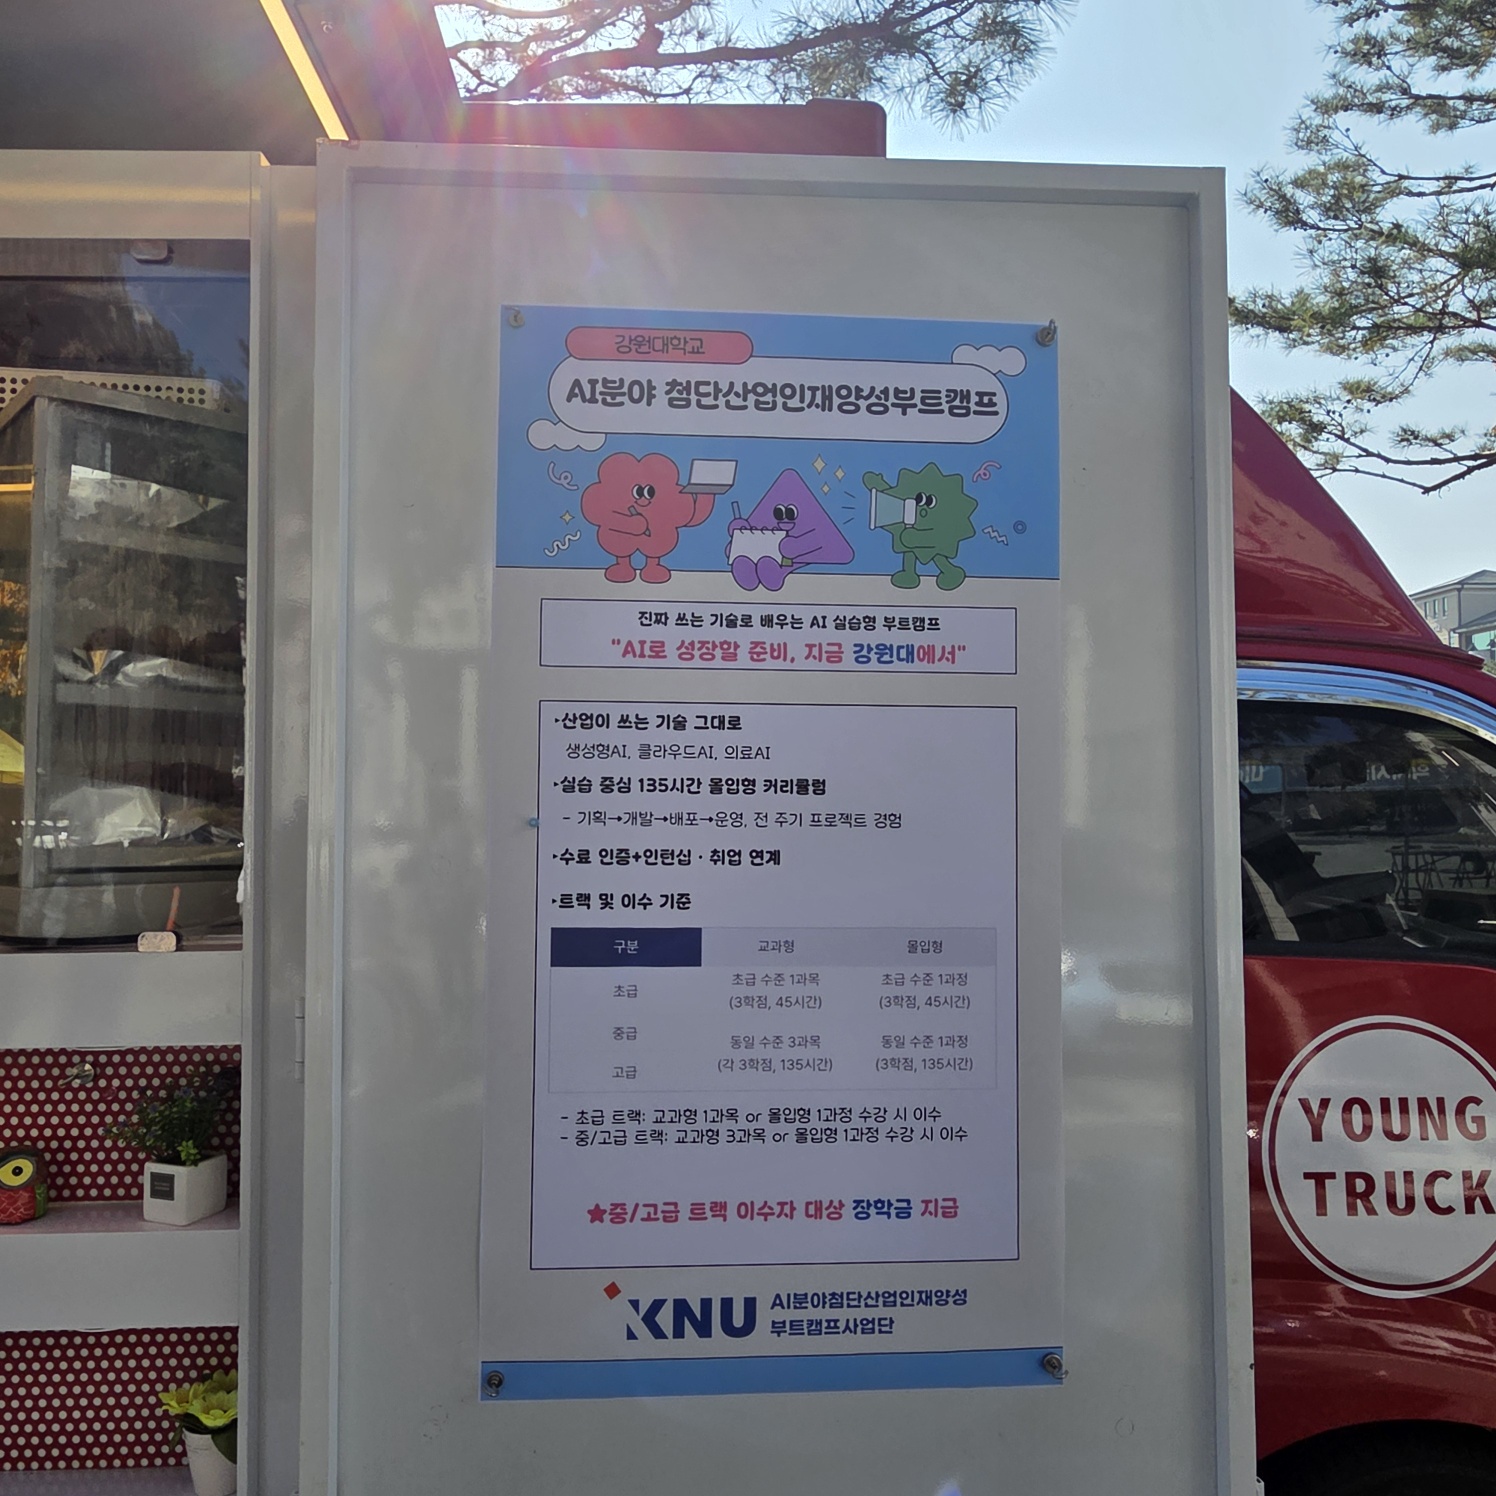 강원대학교
AI분야 첨단산업인재양성부트캠프
진짜 쓰는 기술로 배우는 AI 실습형 부트캠프
"AI로 성장할 준비, 지금 강원대에서"
▸산업이 쓰는 기술 그대로
생성형AI, 클라우드AI, 의료AI
▸실습 중심 135시간 몰입형 커리큘럼
- 기획→개발→배포→운영, 전 주기 프로젝트 경험
▸수료 인증+인턴십 · 취업 연계
▸트랙 및 이수 기준
구분 교과형 몰입형
초급 초급 수준 1과목 초급 수준 1과정
(3학점, 45시간) (3학점, 45시간)
중급
동일 수준 3과목 동일 수준 1과정
(각 3학점, 135시간) (3학점, 135시간)
고급
- 초급 트랙: 교과형 1과목 or 몰입형 1과정 수강 시 이수
- 중/고급 트랙: 교과형 3과목 or 몰입형 1과정 수강 시 이수
★중/고급 트랙 이수자 대상 장학금 지급
KNU AI분야첨단산업인재양성
부트캠프사업단
YOUNG
TRUCK